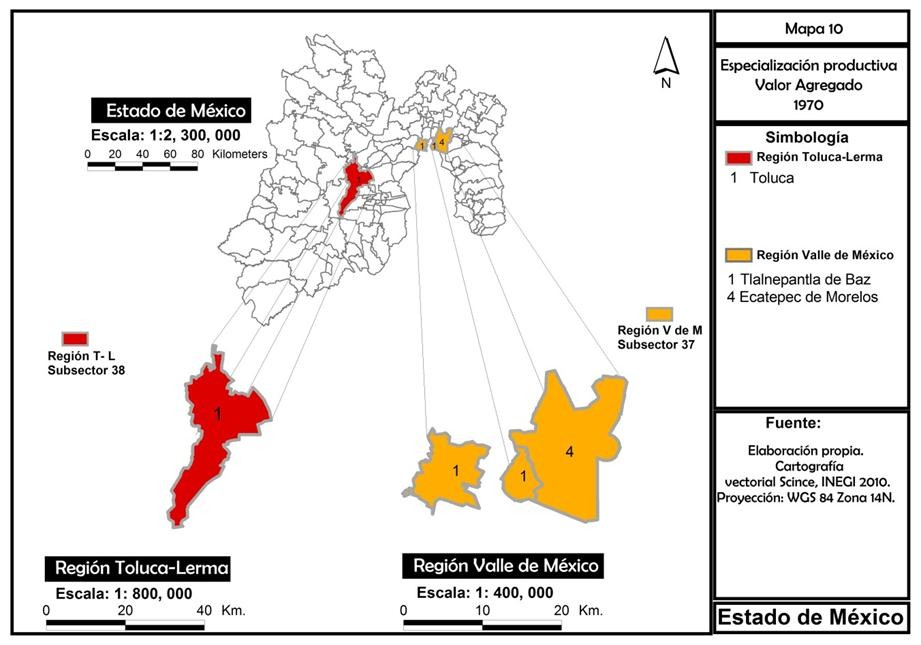 Mapa 10
Especialización productiva
Valor Agregado
1970
Simbología
Región Toluca-Lerma
1 Toluca
Región Valle de México
1 Tlalnepantla de Baz
4 Ecatepec de Morelos
Fuente:
Elaboración propia.
Cartografía
vectorial Scince, INEGI 2010.
Proyección: WGS 84 Zona 14N.
Estado de México
N
Estado de México
Escala: 1:2, 300, 000
0 20 40 60 80 Kilometers
1
1
1
4
Región T- L
Subsector 38
Región V de M
Subsector 37
1
1
1
4
Región Toluca-Lerma
Escala: 1: 800, 000
0 20 40 Km.
Región Valle de México
Escala: 1: 400, 000
0 10 20 Km.